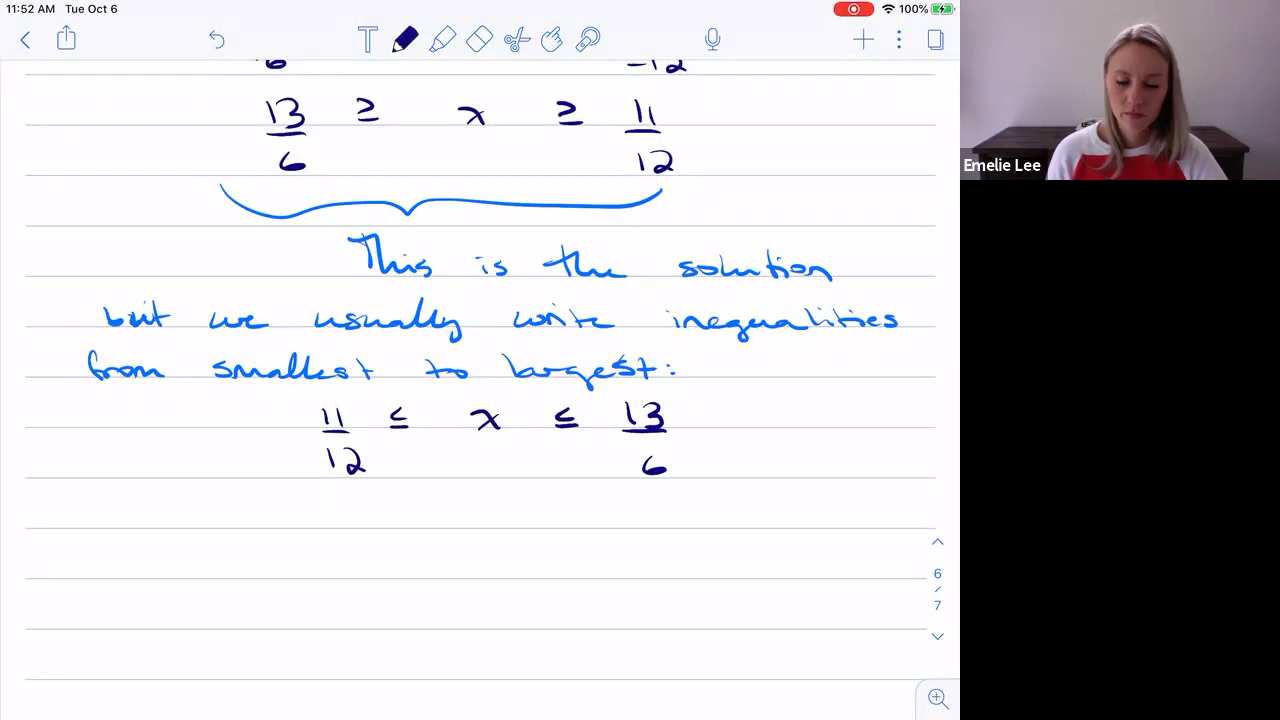 11:52 AM Tue Oct 6
100%
T
-12
13/6 ≥ x ≥ 11/12
Emelie Lee
This is the solution
but we usually write inequalities
from smallest to largest:
11/12 ≤ x ≤ 13/6
6
/
7